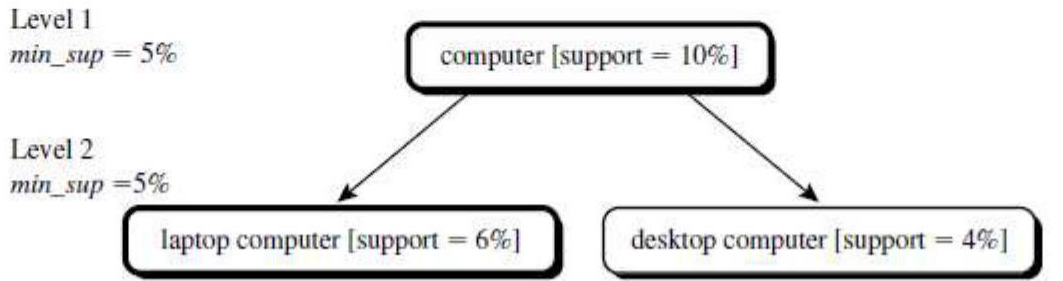 Level 1
min_sup = 5%
computer [support = 10%]
Level 2
min_sup =5%
laptop computer [support = 6%]
desktop computer [support = 4%]